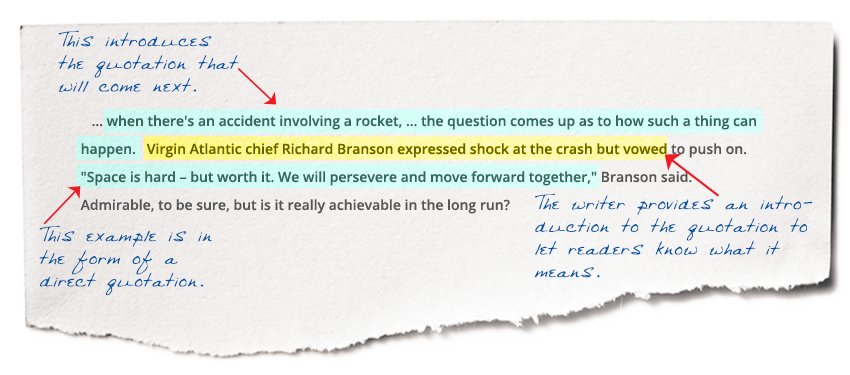 This introduces
the quotation that
will come next.
... when there's an accident involving a rocket, ... the question comes up as to how such a thing can
happen. Virgin Atlantic chief Richard Branson expressed shock at the crash but vowed to push on.
"Space is hard – but worth it. We will persevere and move forward together," Branson said.
Admirable, to be sure, but is it really achievable in the long run?
This example is in
the form of a
direct quotation.
The writer provides an intro-
duction to the quotation to
let readers know what it
means.